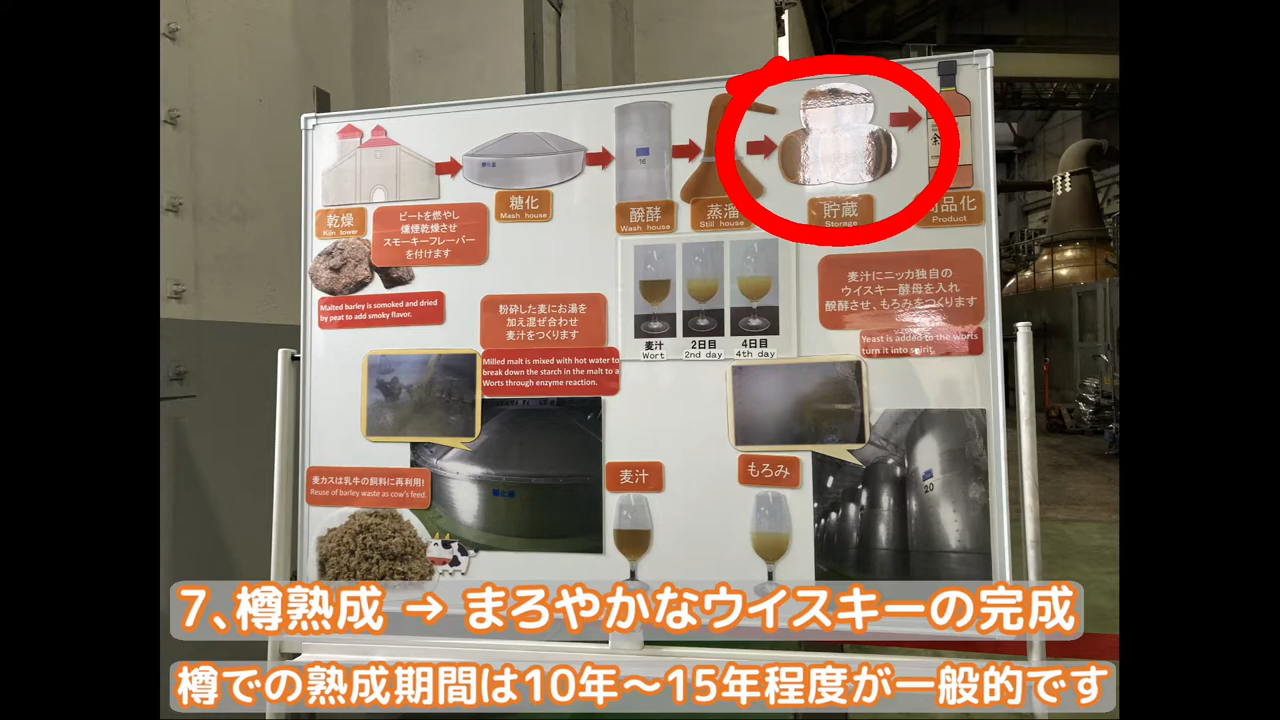 糖化
Mash house
醗酵
Wash house
蒸溜
Still house
貯蔵
Storage
商品化
Product
乾燥
Kiln tower
ピートを燃やし
燻煙乾燥させ
スモーキーフレーバー
を付けます
Malted barley is somoked and dried
by peat to add smoky flavor.
16
粉砕した麦にお湯を
加え混ぜ合わせ
麦汁をつくります
Milled malt is mixed with hot water to
break down the starch in the malt to a
Worts through enzyme reaction.
麦汁
Wort
2日目
2nd day
4日目
4th day
麦汁にニッカ独自の
ウイスキー酵母を入れ
醗酵させ、もろみをつくります
Yeast is added to the worts
turn it into spirit.
麦カスは乳牛の飼料に再利用!
Reuse of barley waste as cow's feed.
麦汁
もろみ
20
7、樽熟成 → まろやかなウイスキーの完成
樽での熟成期間は10年〜15年程度が一般的です